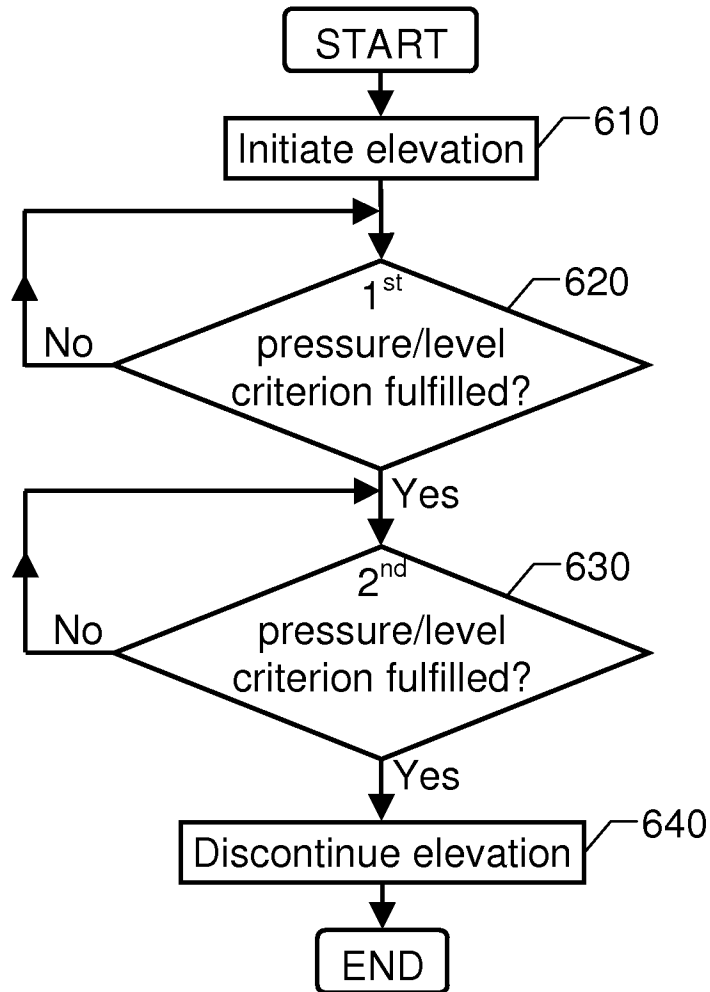 START
Initiate elevation
610
1st
620
pressure/level
criterion fulfilled?
No
Yes
2nd
630
pressure/level
criterion fulfilled?
No
Yes
Discontinue elevation
640
END